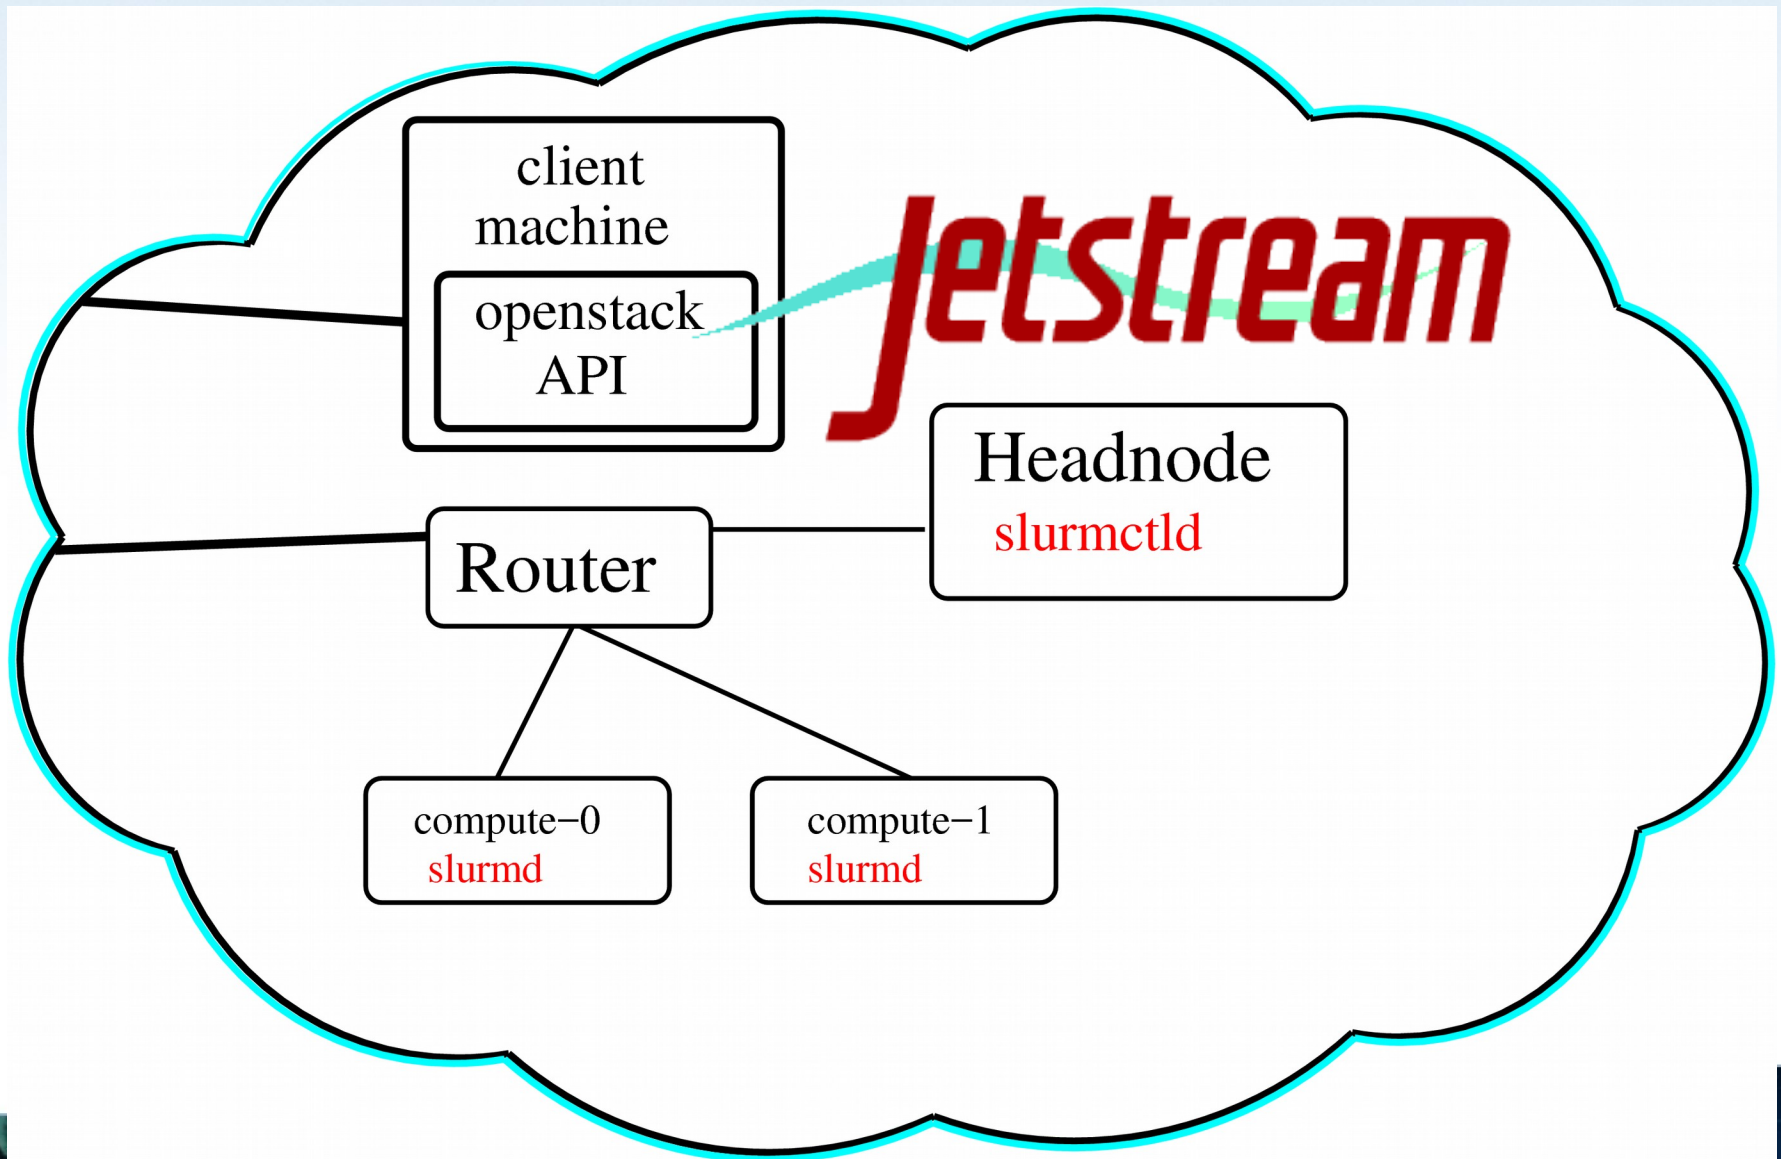 client
machine
openstack
API
Jetstream
Headnode
slurmctld
Router
compute−0
slurmd
compute−1
slurmd